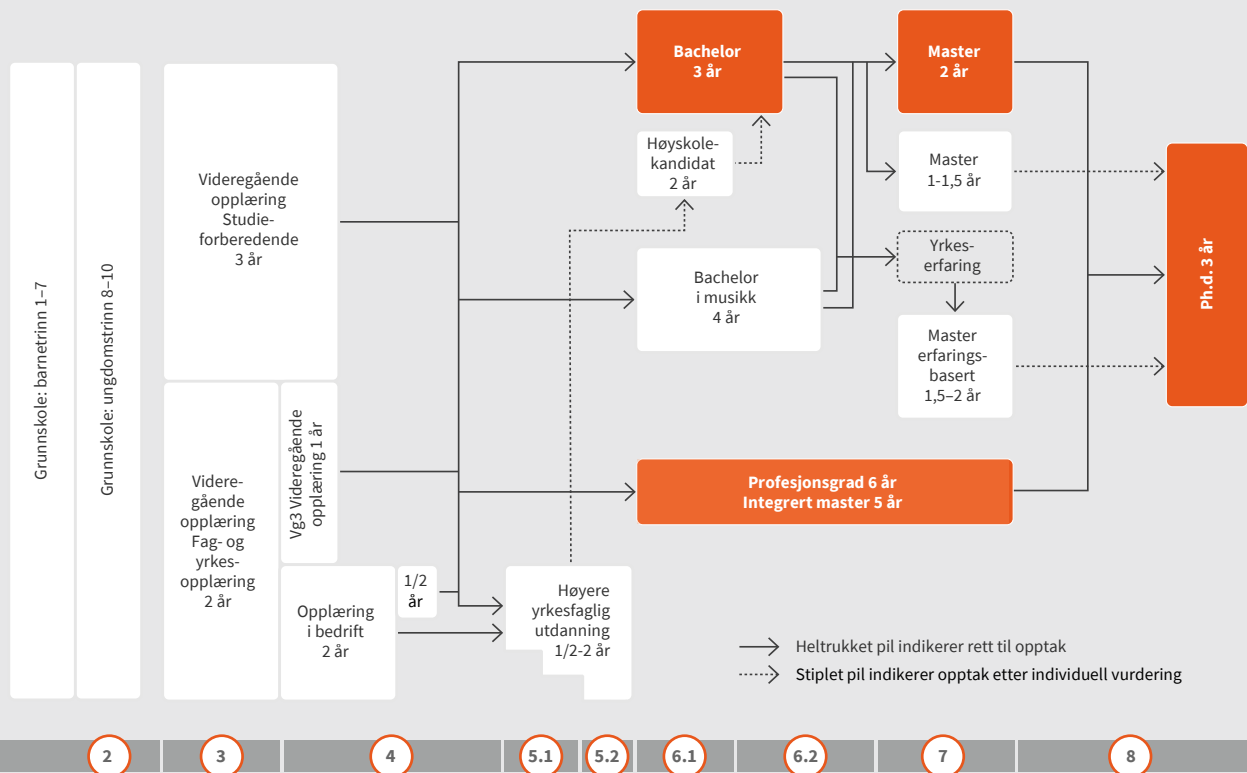 Grunnskole: barnetrinn 1–7
Grunnskole: ungdomstrinn 8–10
Videregående
opplæring
Studie-
forberedende
3 år
Videre-
gående
opplæring
Fag- og
yrkes-
opplæring
2 år
Vg3 Videregående
opplæring 1 år
Opplæring
i bedrift
2 år
1/2
år
Høyere
yrkesfaglig
utdanning
1/2-2 år
Bachelor
3 år
Høyskole-
kandidat
2 år
Bachelor
i musikk
4 år
Profesjonsgrad 6 år
Integrert master 5 år
Master
2 år
Master
1-1,5 år
Yrkes-
erfaring
Master
erfarings-
basert
1,5–2 år
Ph.d. 3 år
Heltrukket pil indikerer rett til opptak
Stiplet pil indikerer opptak etter individuell vurdering
2
3
4
5.1
5.2
6.1
6.2
7
8